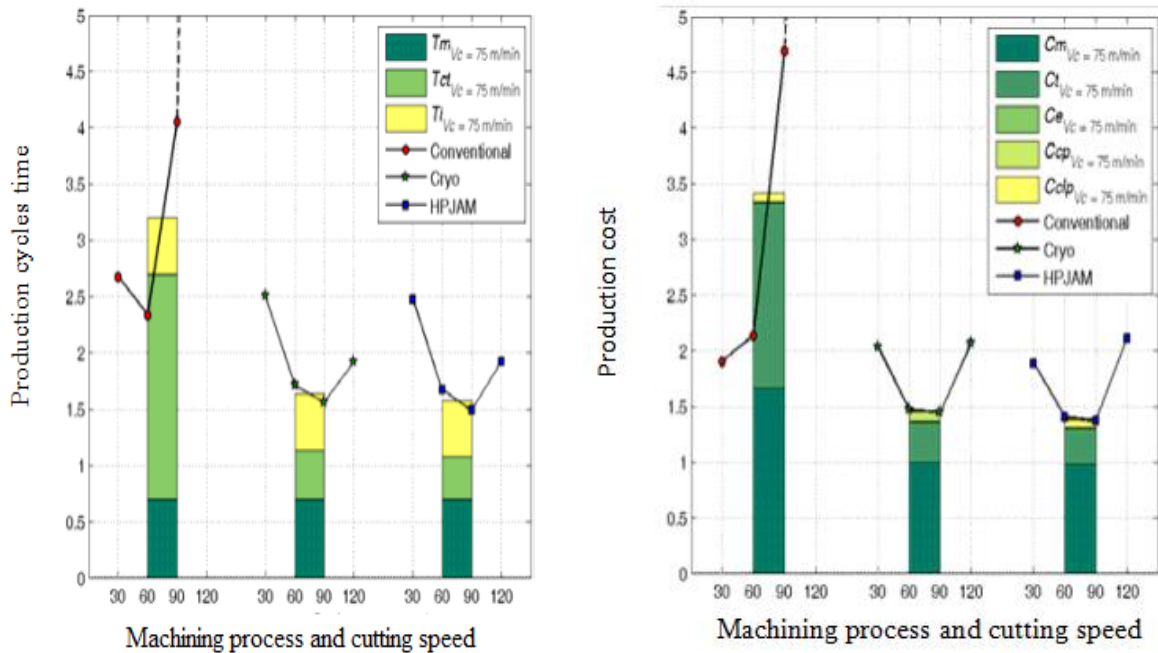 Production cycles time
5
4.5
4
3.5
3
2.5
2
1.5
1
0.5
0
Tm Vc = 75 m/min
Tct Vc = 75 m/min
Ti Vc = 75 m/min
Conventional
Cryo
HPJAM
30 60 90 120 30 60 90 120 30 60 90 120
Machining process and cutting speed
Production cost
5
4.5
4
3.5
3
2.5
2
1.5
1
0.5
0
Cm Vc = 75 m/min
Ct Vc = 75 m/min
Ce Vc = 75 m/min
Ccp Vc = 75 m/min
Cclp Vc = 75 m/min
Conventional
Cryo
HPJAM
30 60 90 120 30 60 90 120 30 60 90 120
Machining process and cutting speed